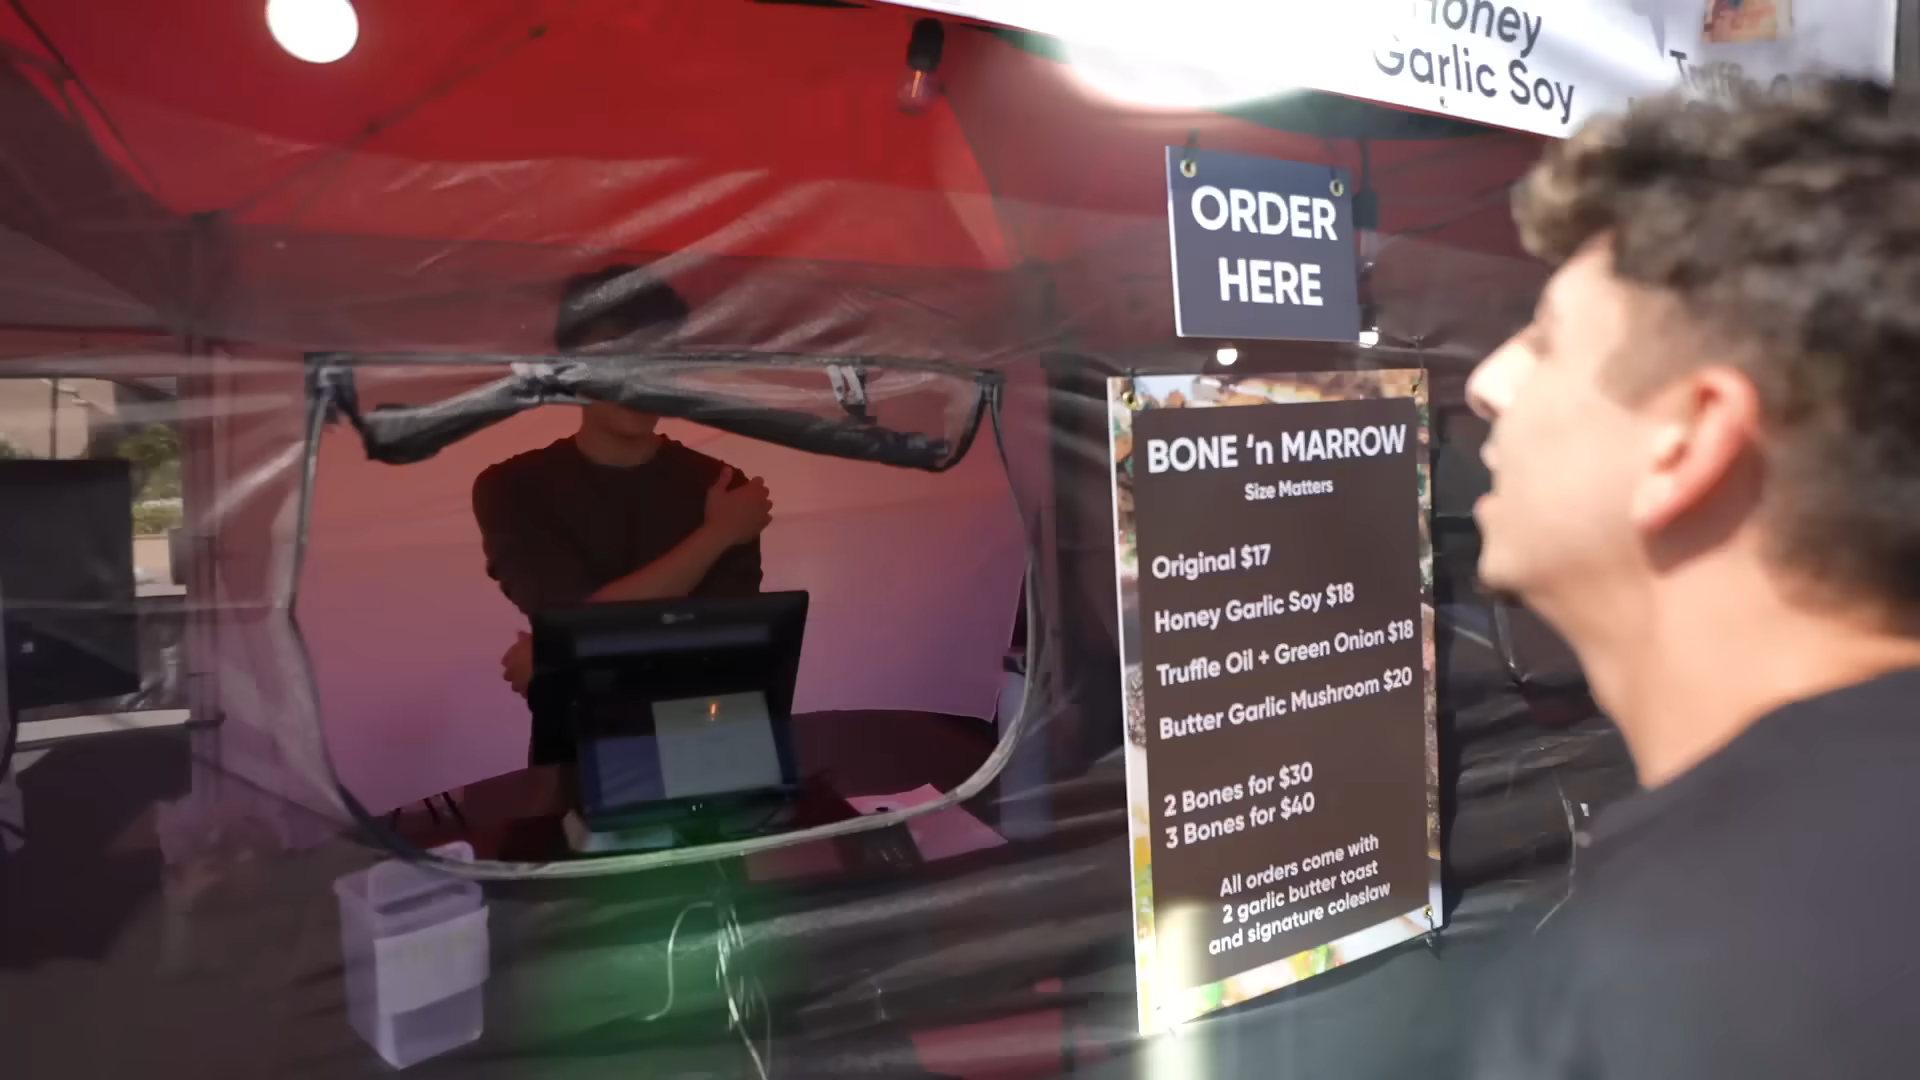 Honey
Garlic Soy
ORDER
HERE
BONE 'n MARROW
Size Matters
Original $17
Honey Garlic Soy $18
Truffle Oil + Green Onion $18
Butter Garlic Mushroom $20
2 Bones for $30
3 Bones for $40
All orders come with
2 garlic butter toast
and signature coleslaw